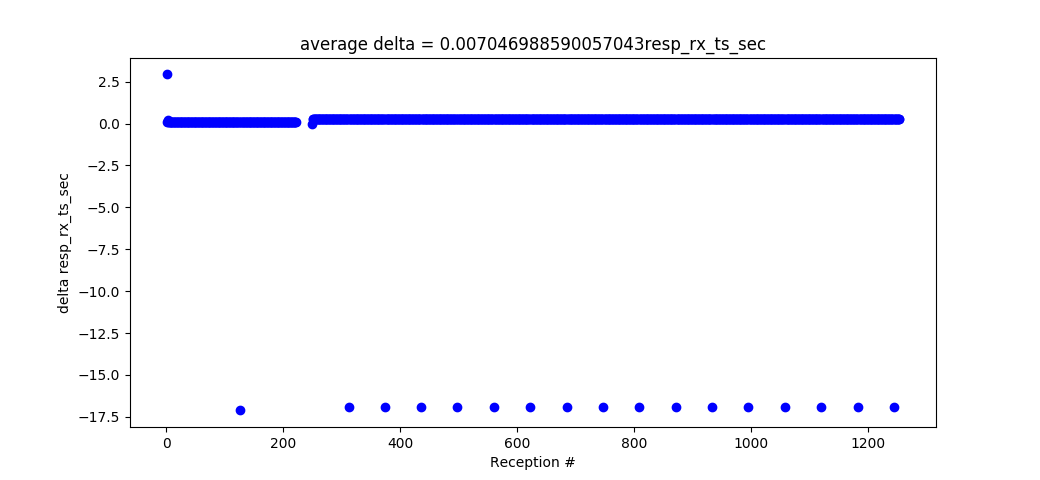 average delta = 0.007046988590057043resp_rx_ts_sec
2.5
0.0
−2.5
−5.0
−7.5
−10.0
−12.5
−15.0
−17.5
delta resp_rx_ts_sec
0 200 400 600 800 1000 1200
Reception #